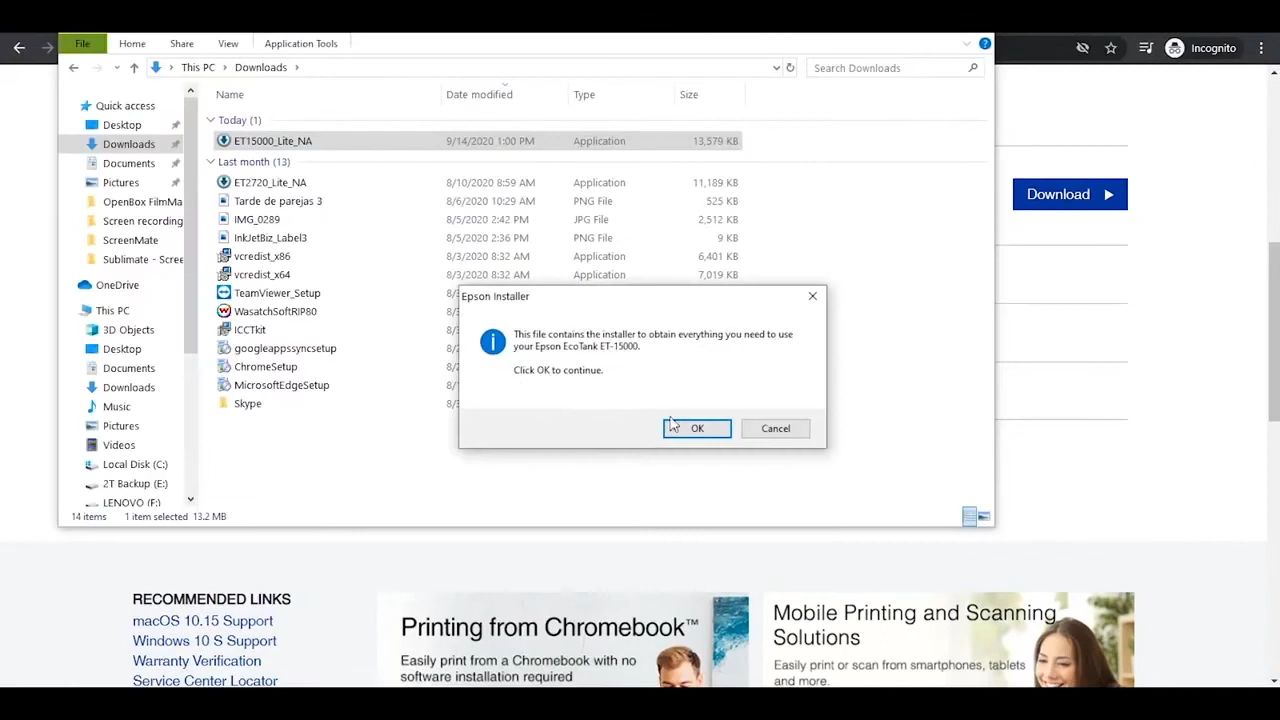 Incognito
File Home Share View Application Tools
This PC Downloads Search Downloads
Name Date modified Type Size
Quick access
Desktop
Downloads
Documents
Pictures
OpenBox FilmMa
Screen recording
ScreenMate
Sublimate - Scree
OneDrive
This PC
3D Objects
Desktop
Documents
Downloads
Music
Pictures
Videos
Local Disk (C:)
2T Backup (E:)
LENOVO (F:)
Today (1)
ET15000_Lite_NA 9/14/2020 1:00 PM Application 13,579 KB
Last month (13)
ET2720_Lite_NA 8/10/2020 8:59 AM Application 11,189 KB
Tarde de parejas 3 8/6/2020 10:29 AM PNG File 525 KB
IMG_0289 8/5/2020 2:42 PM JPG File 2,512 KB
InkJetBiz_Label3 8/5/2020 2:36 PM PNG File 9 KB
vcredist_x86 8/3/2020 8:32 AM Application 6,401 KB
vcredist_x64 8/3/2020 8:32 AM Application 7,019 KB
TeamViewer_Setup
WasatchSoftRIP80
ICCTkit
googleappssyncsetup
ChromeSetup
MicrosoftEdgeSetup
Skype
Epson Installer
This file contains the installer to obtain everything you need to use
your Epson EcoTank ET-15000.
Click OK to continue.
OK Cancel
14 items 1 item selected 13.2 MB
Download
RECOMMENDED LINKS
macOS 10.15 Support
Windows 10 S Support
Warranty Verification
Service Center Locator
Printing from Chromebook™
Easily print from a Chromebook with no
software installation required
Mobile Printing and Scanning
Solutions
Easily print or scan from smartphones, tablets
and more.